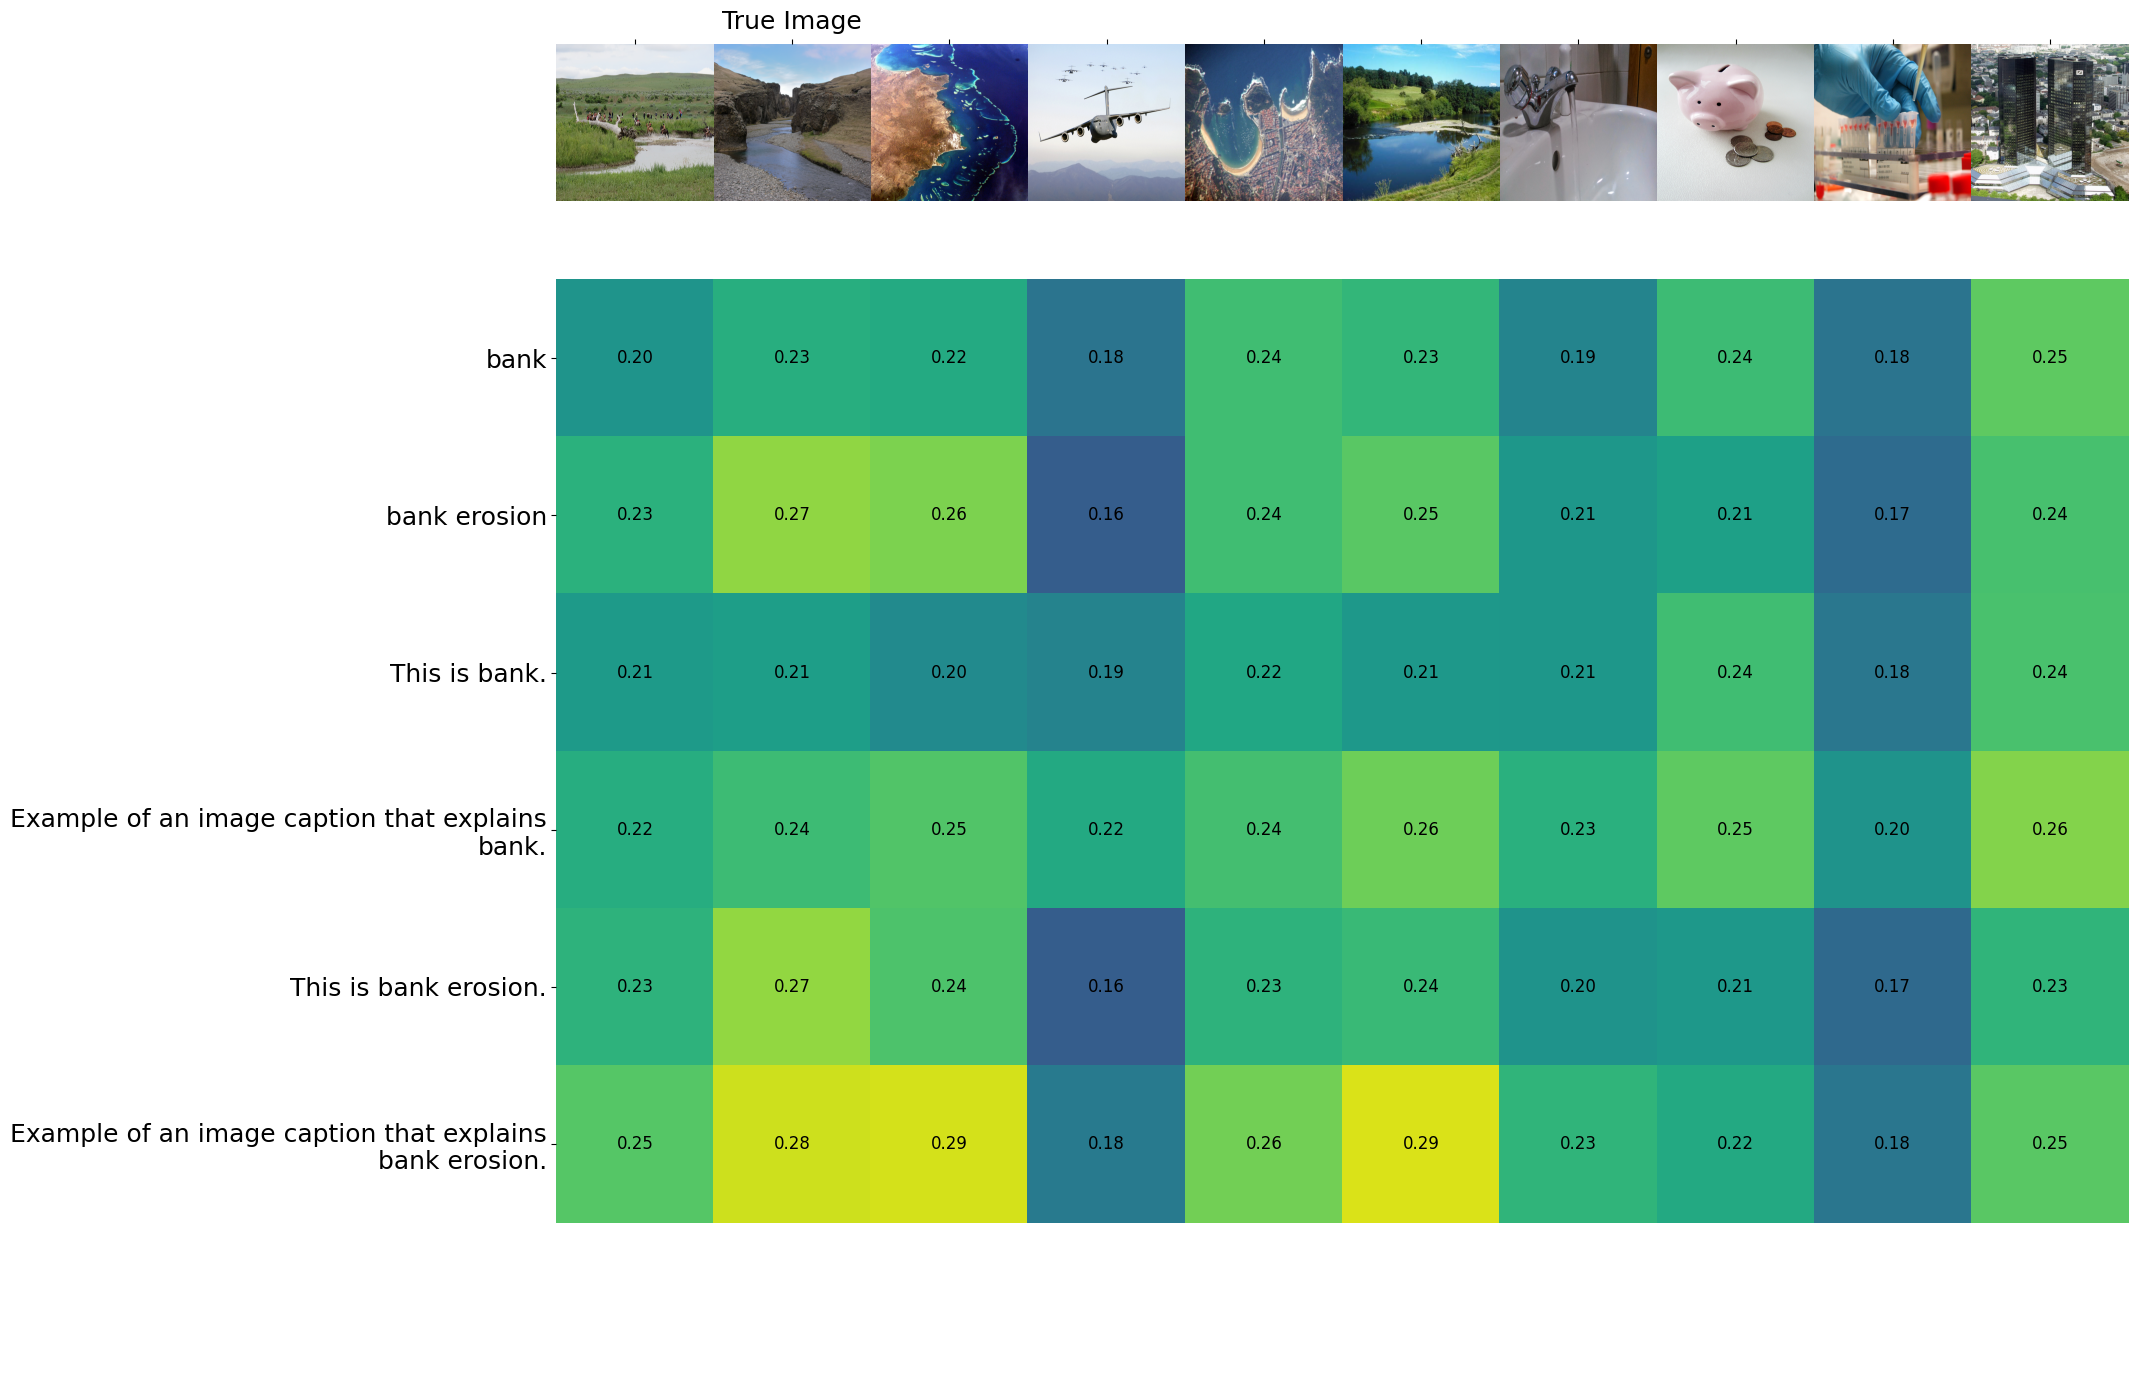 True Image
bank
0.20 0.23 0.22 0.18 0.24 0.23 0.19 0.24 0.18 0.25
bank erosion
0.23 0.27 0.26 0.16 0.24 0.25 0.21 0.21 0.17 0.24
This is bank.
0.21 0.21 0.20 0.19 0.22 0.21 0.21 0.24 0.18 0.24
Example of an image caption that explains
bank.
0.22 0.24 0.25 0.22 0.24 0.26 0.23 0.25 0.20 0.26
This is bank erosion.
0.23 0.27 0.24 0.16 0.23 0.24 0.20 0.21 0.17 0.23
Example of an image caption that explains
bank erosion.
0.25 0.28 0.29 0.18 0.26 0.29 0.23 0.22 0.18 0.25